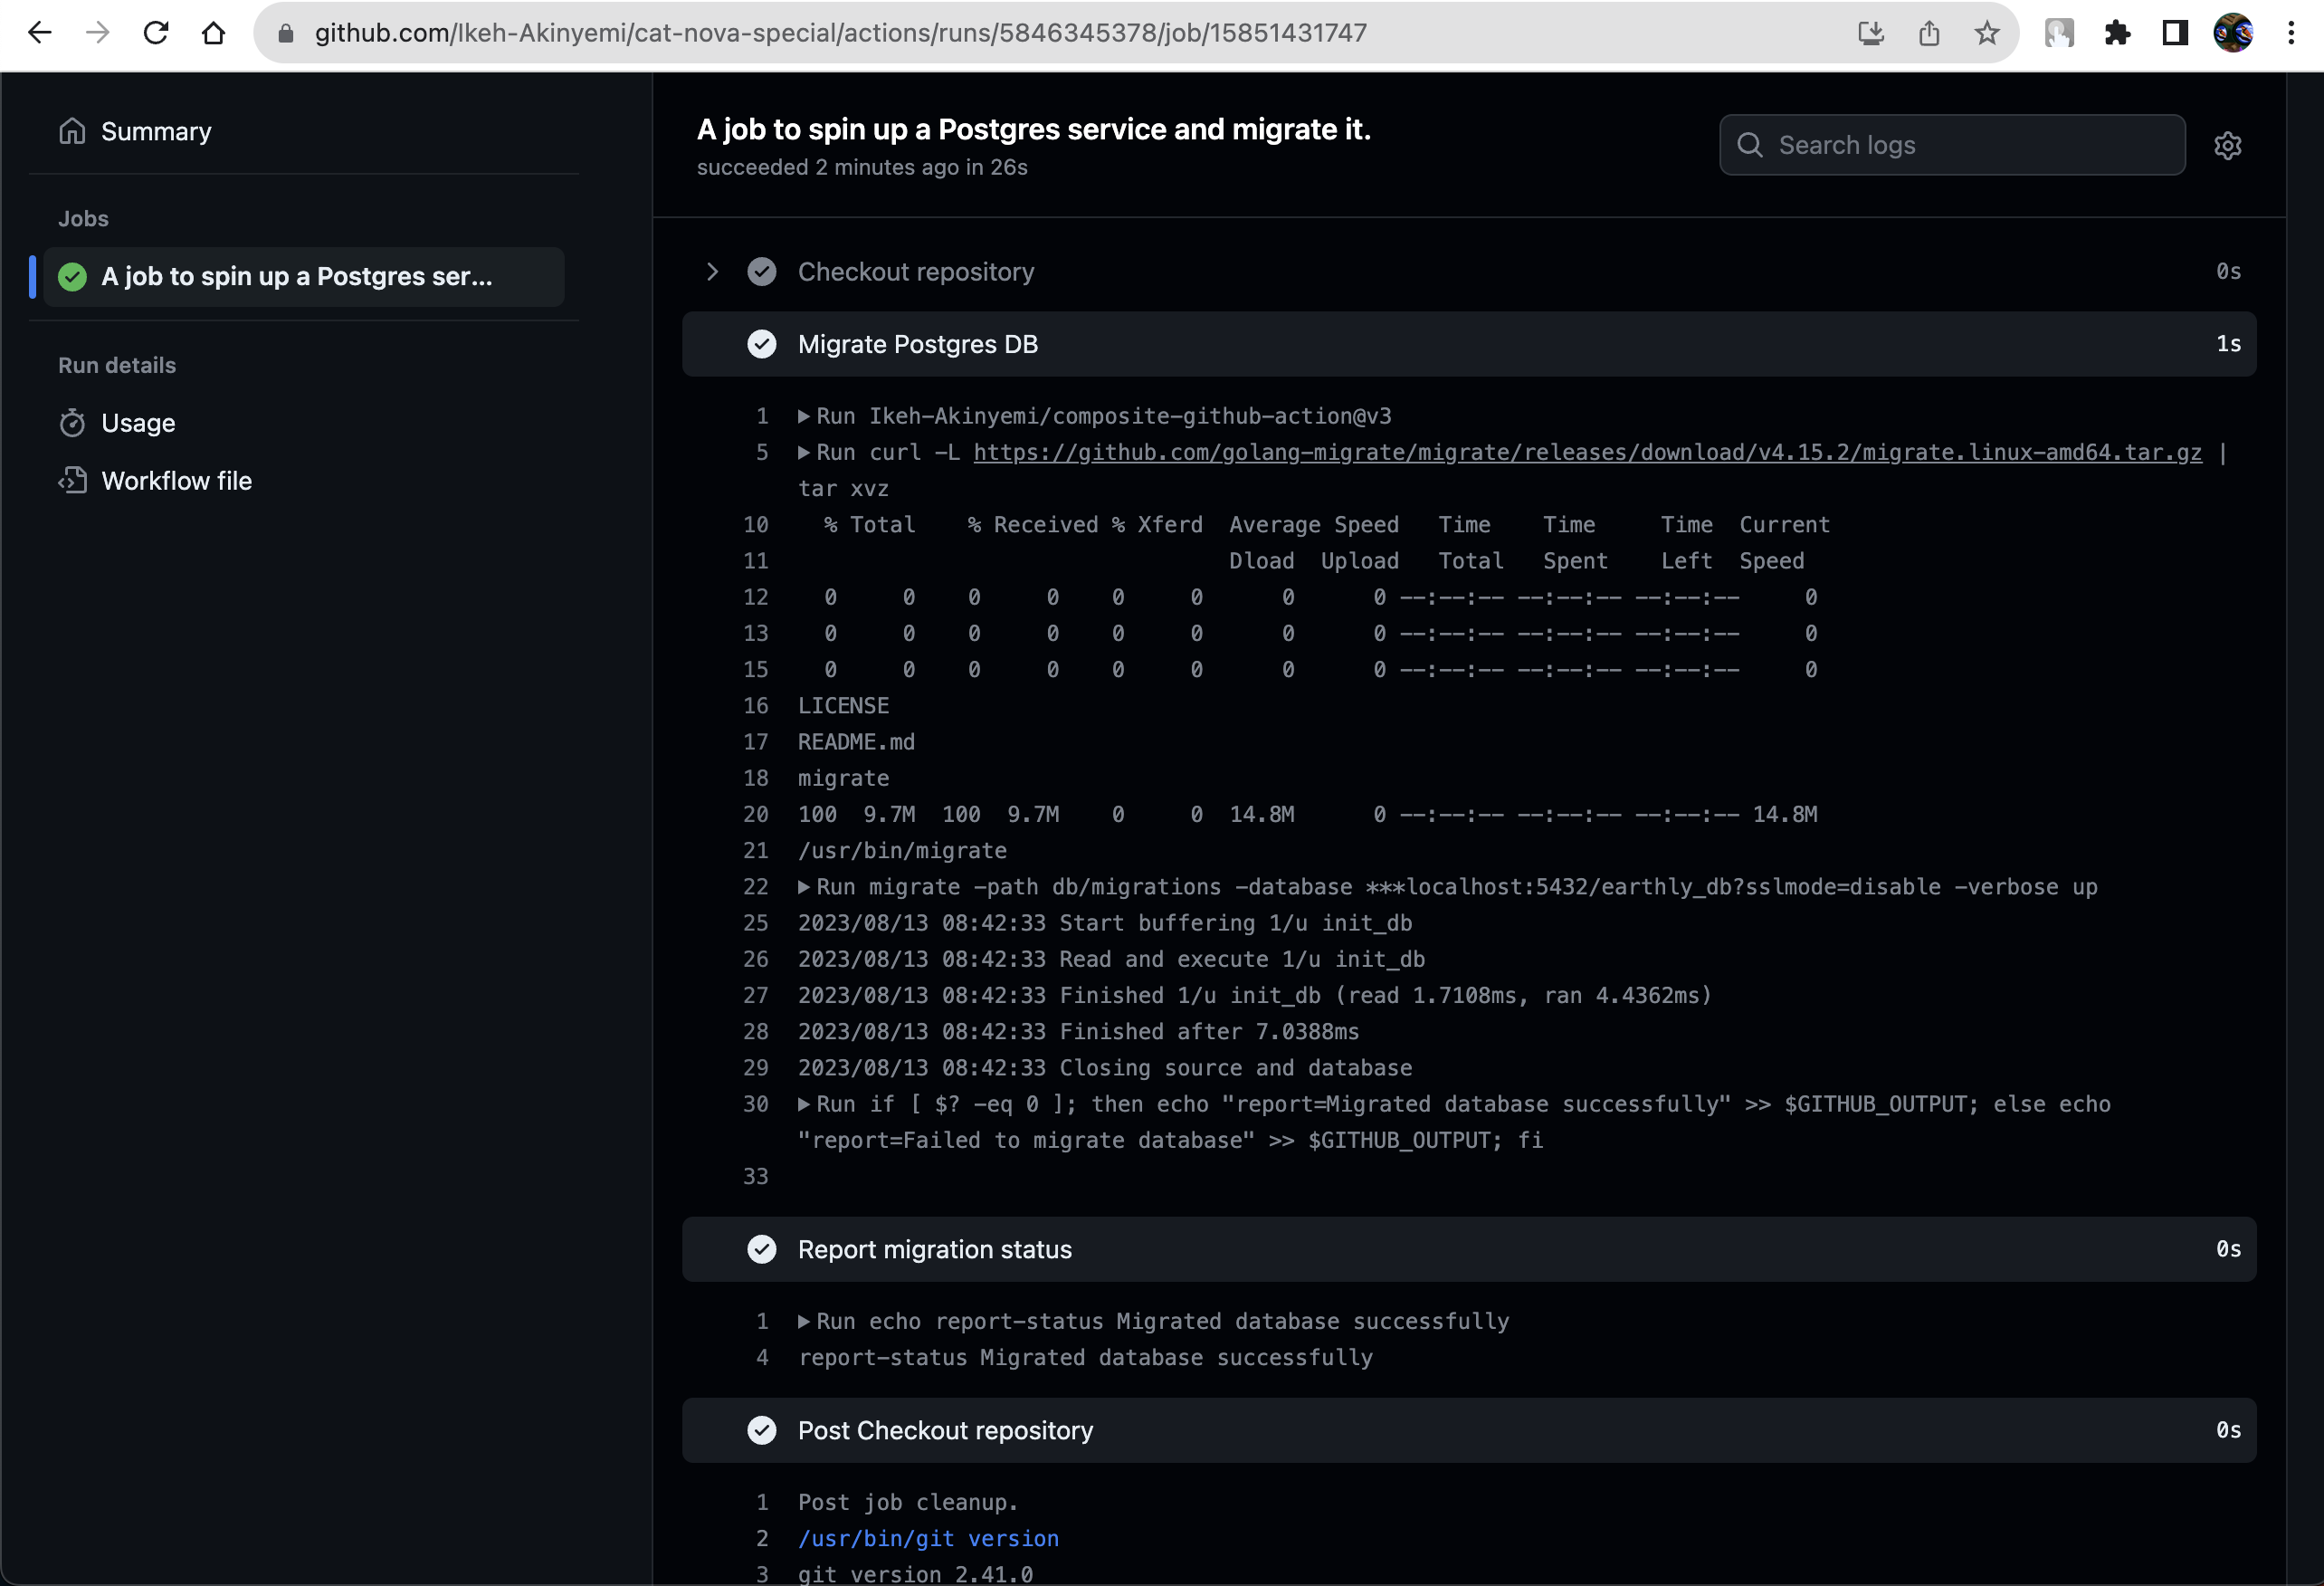 github.com/Ikeh-Akinyemi/cat-nova-special/actions/runs/5846345378/job/15851431747
Summary
Jobs
A job to spin up a Postgres ser...
Run details
Usage
Workflow file
A job to spin up a Postgres service and migrate it.
succeeded 2 minutes ago in 26s
Search logs
Checkout repository 0s
Migrate Postgres DB 1s
1 Run Ikeh-Akinyemi/composite-github-action@v3
5 Run curl -L https://github.com/golang-migrate/migrate/releases/download/v4.15.2/migrate.linux-amd64.tar.gz |
tar xvz
10 % Total % Received % Xferd Average Speed Time Time Time Current
11 Dload Upload Total Spent Left Speed
12 0 0 0 0 0 0 0 0 --:--:-- --:--:-- --:--:-- 0
13 0 0 0 0 0 0 0 0 --:--:-- --:--:-- --:--:-- 0
15 0 0 0 0 0 0 0 0 --:--:-- --:--:-- --:--:-- 0
16 LICENSE
17 README.md
18 migrate
20 100 9.7M 100 9.7M 0 0 14.8M 0 --:--:-- --:--:-- --:--:-- 14.8M
21 /usr/bin/migrate
22 Run migrate -path db/migrations -database ***localhost:5432/earthly_db?sslmode=disable -verbose up
25 2023/08/13 08:42:33 Start buffering 1/u init_db
26 2023/08/13 08:42:33 Read and execute 1/u init_db
27 2023/08/13 08:42:33 Finished 1/u init_db (read 1.7108ms, ran 4.4362ms)
28 2023/08/13 08:42:33 Finished after 7.0388ms
29 2023/08/13 08:42:33 Closing source and database
30 Run if [ $? -eq 0 ]; then echo "report=Migrated database successfully" >> $GITHUB_OUTPUT; else echo
"report=Failed to migrate database" >> $GITHUB_OUTPUT; fi
33
Report migration status 0s
1 Run echo report-status Migrated database successfully
4 report-status Migrated database successfully
Post Checkout repository 0s
1 Post job cleanup.
2 /usr/bin/git version
3 git version 2.41.0